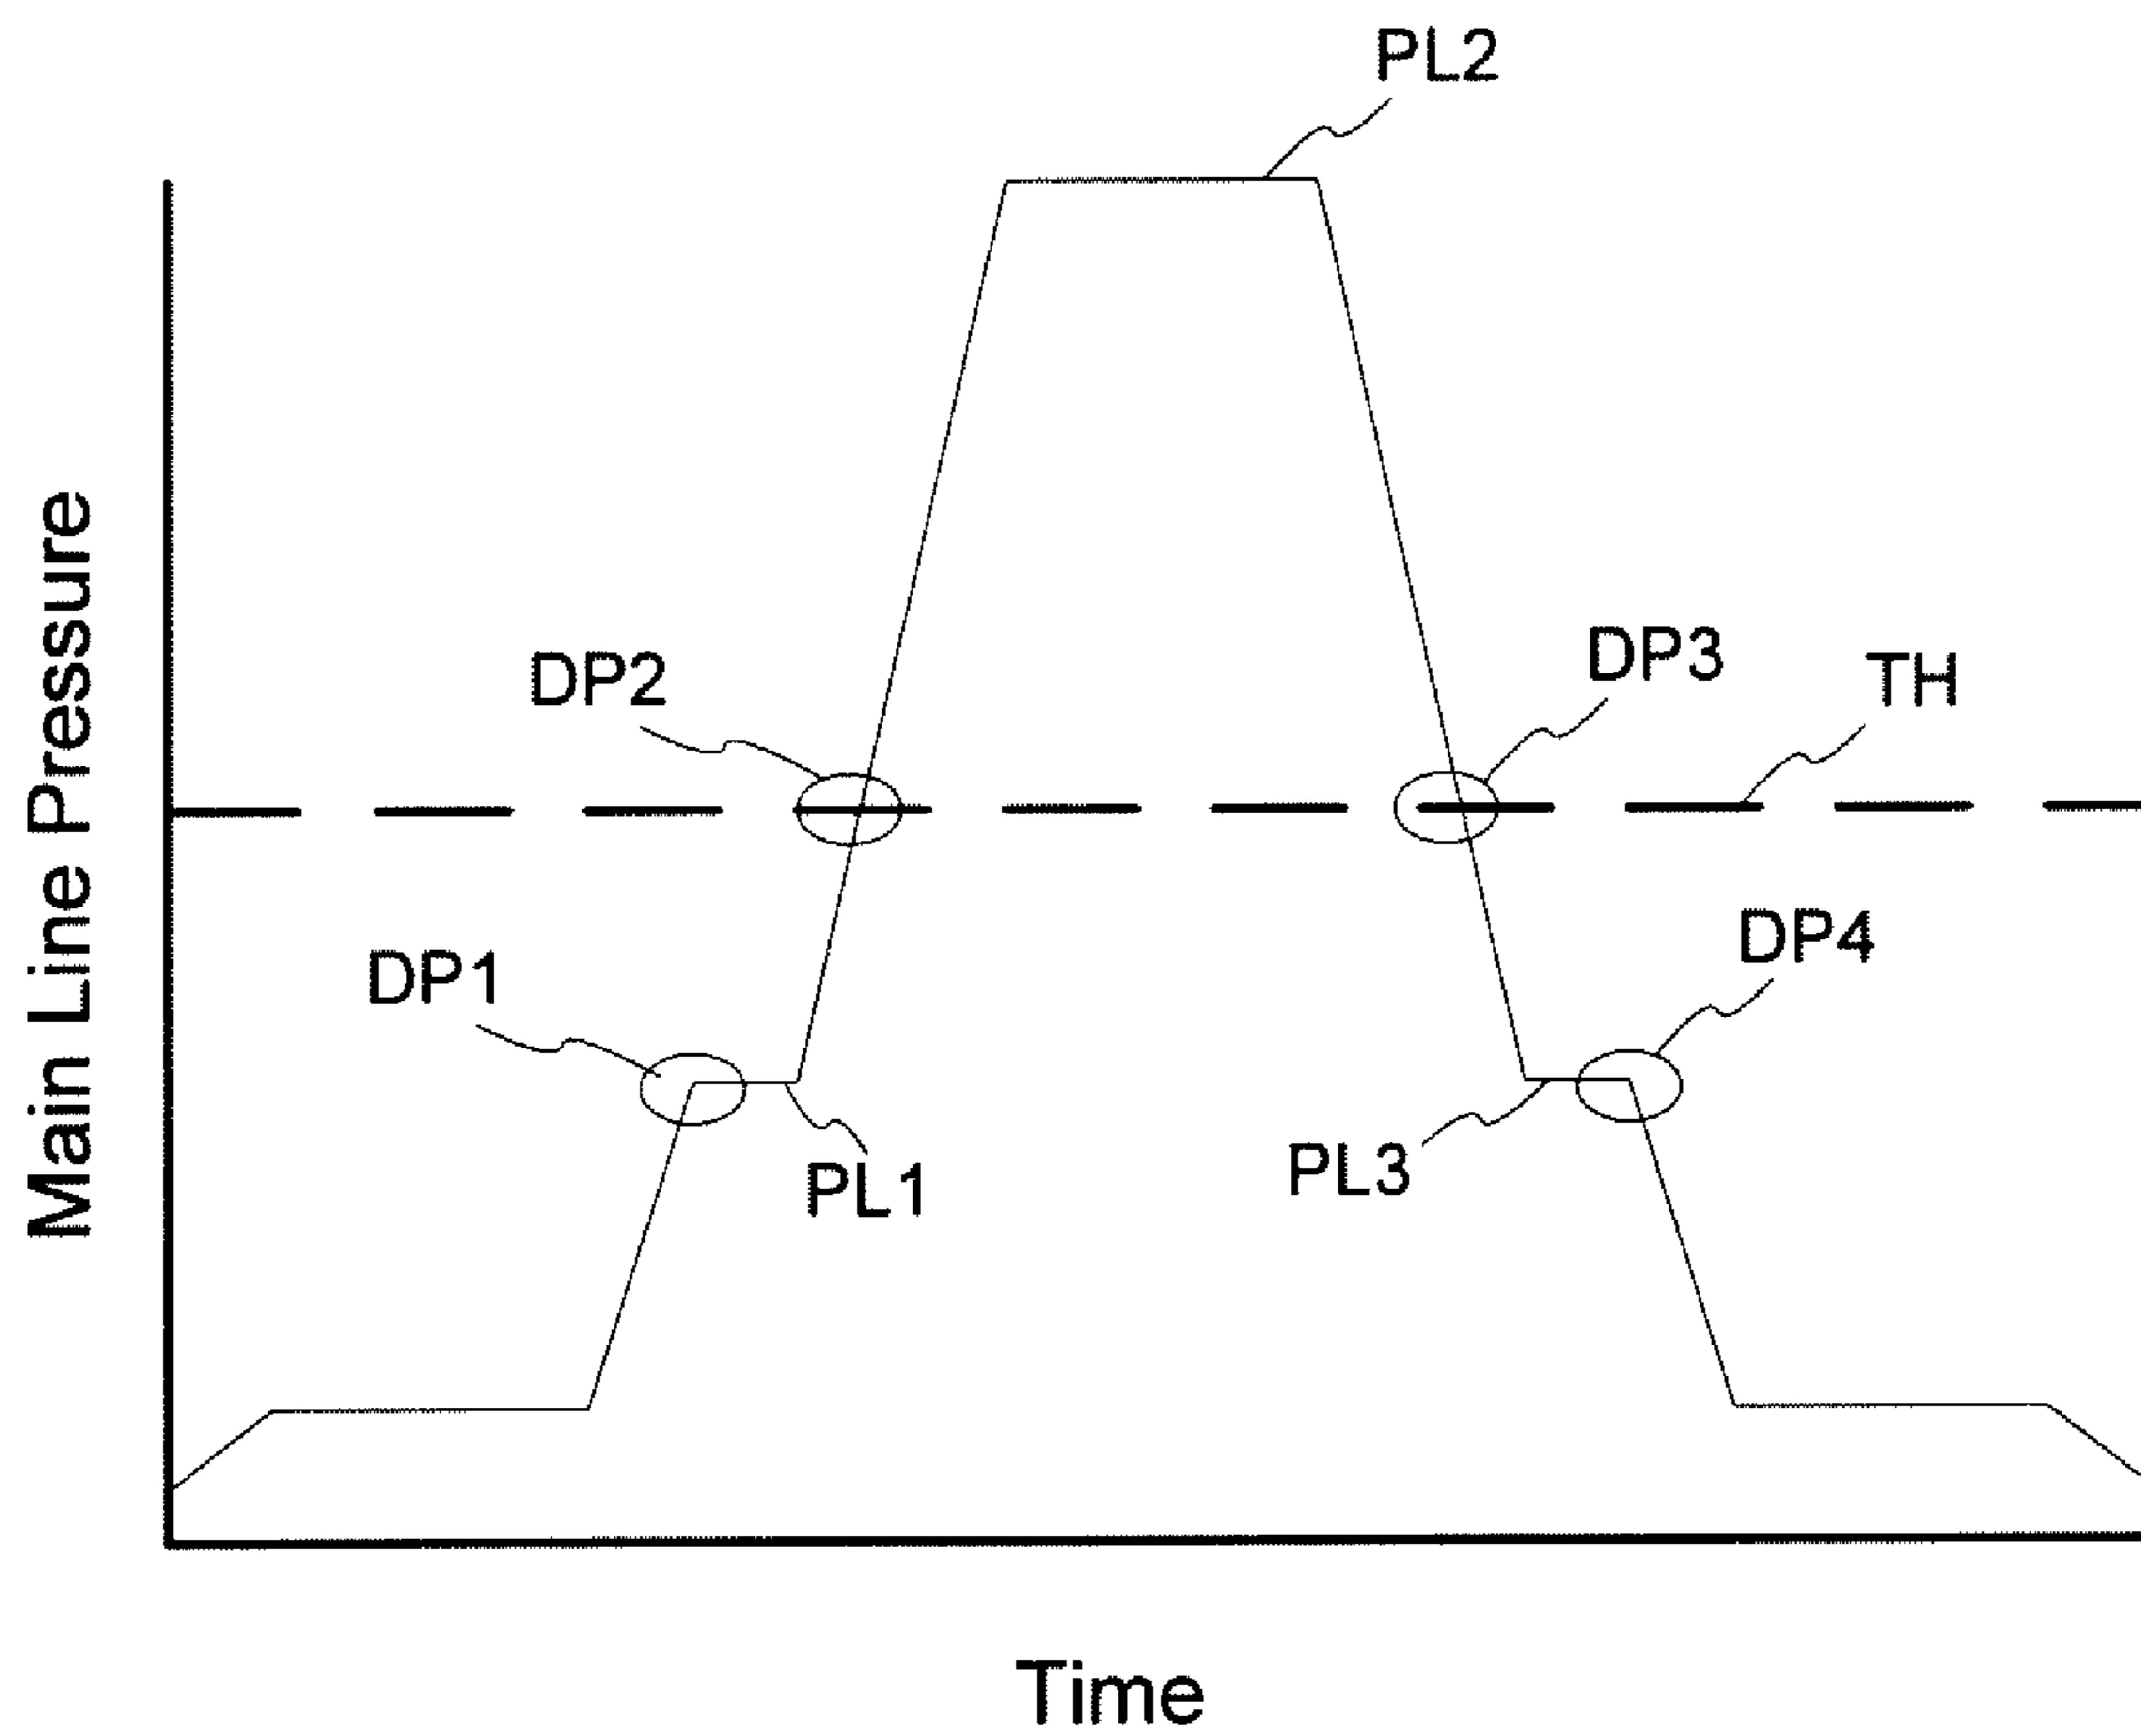 PL2
DP2
DP3
TH
DP1
DP4
PL1
PL3
Main Line Pressure
Time